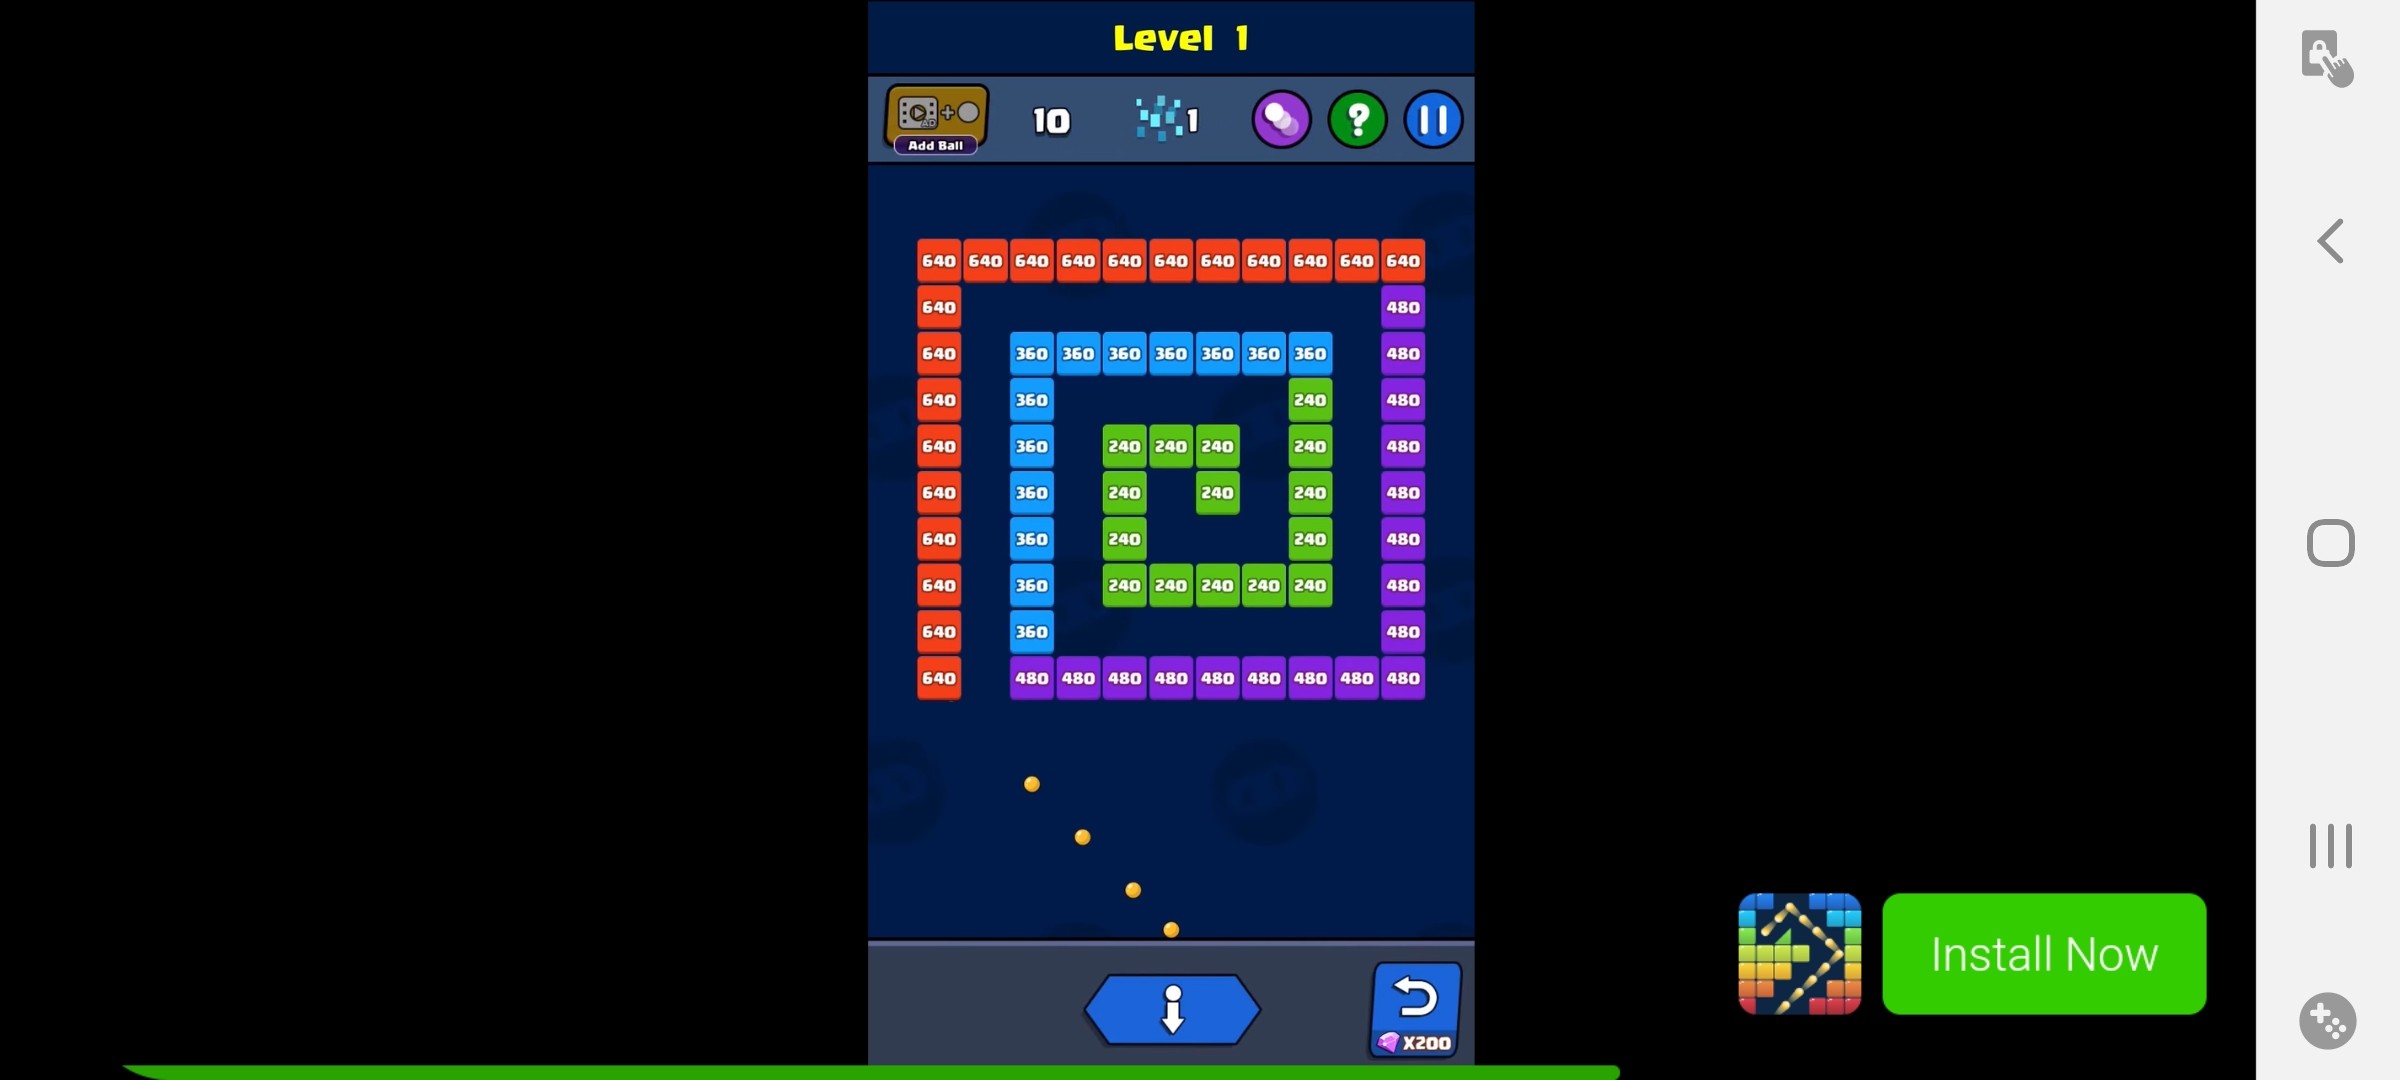 Level 1
AD + Add Ball 10 1 ?
640 640 640 640 640 640 640 640 640 640 640
640 480
640 360 360 360 360 360 360 360 480
640 360 240 480
640 360 240 240 240 240 480
640 360 240 240 240 480
640 360 240 240 480
640 360 240 240 240 240 240 480
640 360 480
640 480 480 480 480 480 480 480 480 480
Install Now
X200